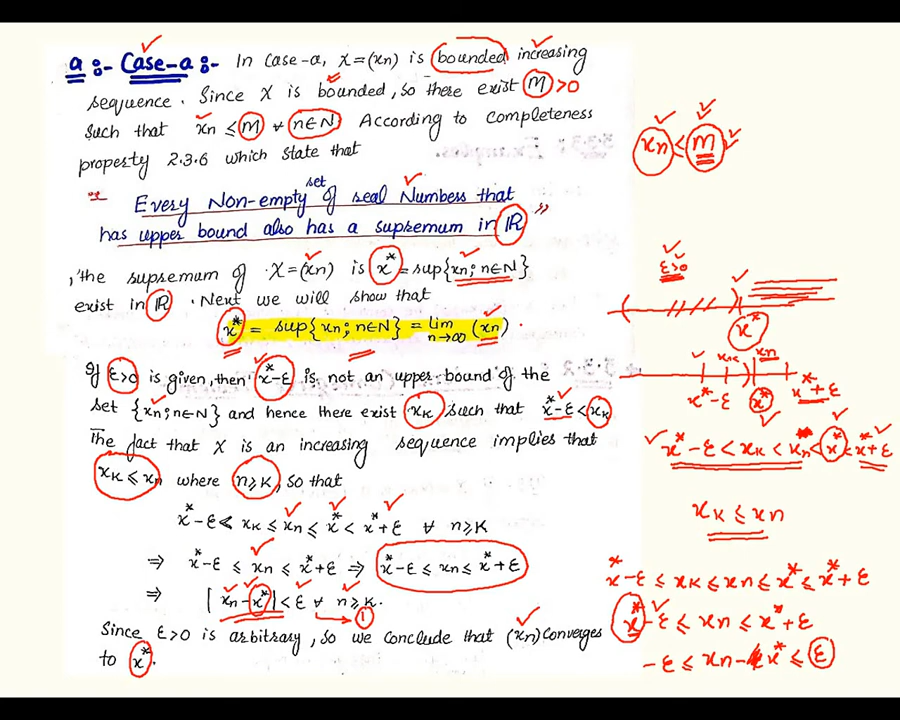 a :- Case-a :- In Case-a, X=(xn) is bounded increasing
sequence. Since X is bounded, so there exist M>0
Such that xn ≤ M ∀ n∈N According to completeness
property 2.3.6 which state that
" Every Non-empty set of real Numbers that
has upper bound also has a supremum in ℝ "
, the supremum of X=(xn) is x* = sup{xn; n∈N}
exist in ℝ. Next we will show that
x* = sup{xn; n∈N} = lim n→∞ (xn).
If ε>0 is given, then x*-ε is not an upper bound of the
set {xn; n∈N} and hence there exist xK such that x*-ε < xK
The fact that X is an increasing sequence implies that
xK ≤ xn where n≥K, so that
x*-ε < xK ≤ xn ≤ x* < x*+ε ∀ n≥K
⇒ x*-ε ≤ xn ≤ x*+ε ⇒ x*-ε ≤ xn ≤ x*+ε
⇒ |xn-x*| < ε ∀ n≥K.
→ 1
Since ε>0 is arbitrary, so we conclude that (xn) converges
to x*.
xn ≤ M
ε>0
x*
xK xn
x*-ε x* x*+ε
x*-ε < xK < xn < x* < x*+ε
xK ≤ xn
x*-ε ≤ xK ≤ xn ≤ x* ≤ x*+ε
x*-ε ≤ xn ≤ x*+ε
-ε ≤ xn - x* ≤ ε